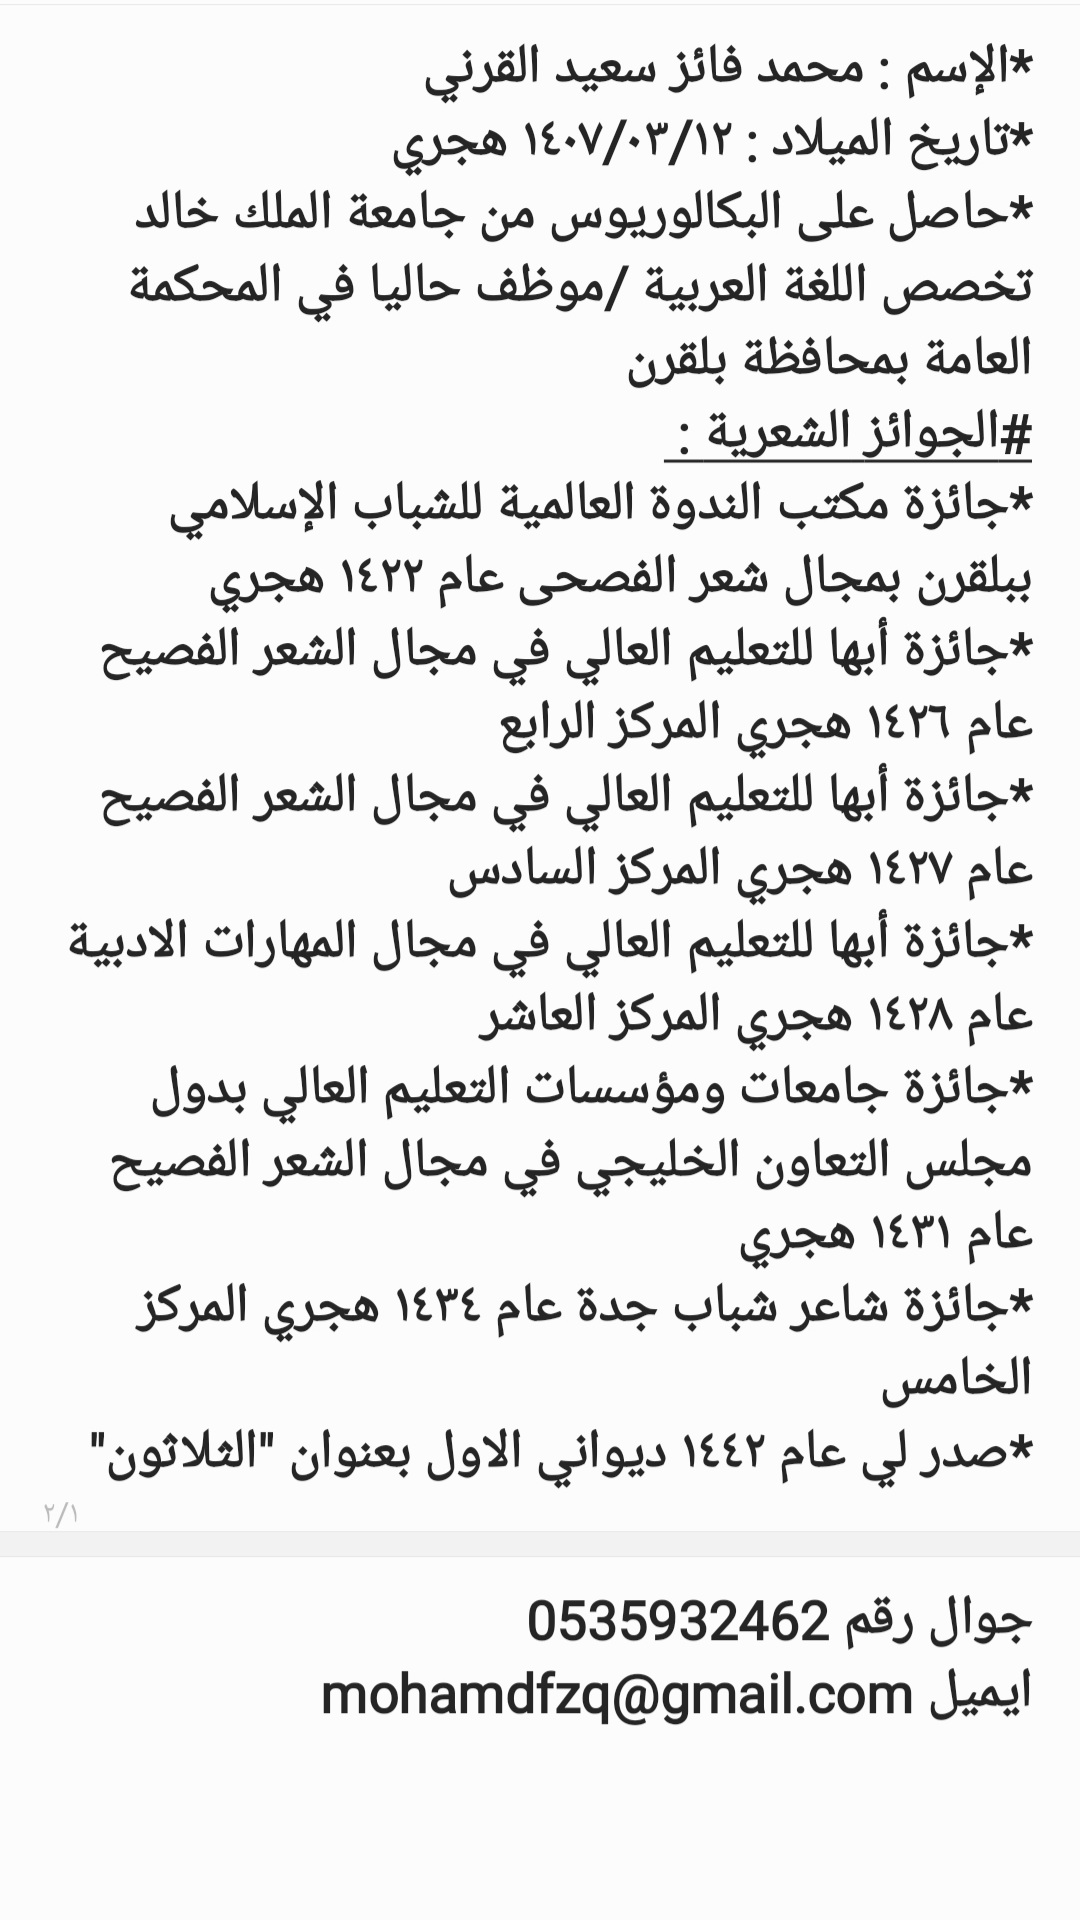 *الإسم : محمد فائز سعيد القرني
*تاريخ الميلاد : ١٤٠٧/٠٣/١٢ هجري
*حاصل على البكالوريوس من جامعة الملك خالد
تخصص اللغة العربية /موظف حاليا في المحكمة
العامة بمحافظة بلقرن
#الجوائز الشعرية :
*جائزة مكتب الندوة العالمية للشباب الإسلامي
ببلقرن بمجال شعر الفصحى عام ١٤٢٢ هجري
*جائزة أبها للتعليم العالي في مجال الشعر الفصيح
عام ١٤٢٦ هجري المركز الرابع
*جائزة أبها للتعليم العالي في مجال الشعر الفصيح
عام ١٤٢٧ هجري المركز السادس
*جائزة أبها للتعليم العالي في مجال المهارات الادبية
عام ١٤٢٨ هجري المركز العاشر
*جائزة جامعات ومؤسسات التعليم العالي بدول
مجلس التعاون الخليجي في مجال الشعر الفصيح
عام ١٤٣١ هجري
*جائزة شاعر شباب جدة عام ١٤٣٤ هجري المركز
الخامس
*صدر لي عام ١٤٤٢ ديواني الاول بعنوان "الثلاثون"
٢/١
جوال رقم 0535932462
ايميل mohamdfzq@gmail.com